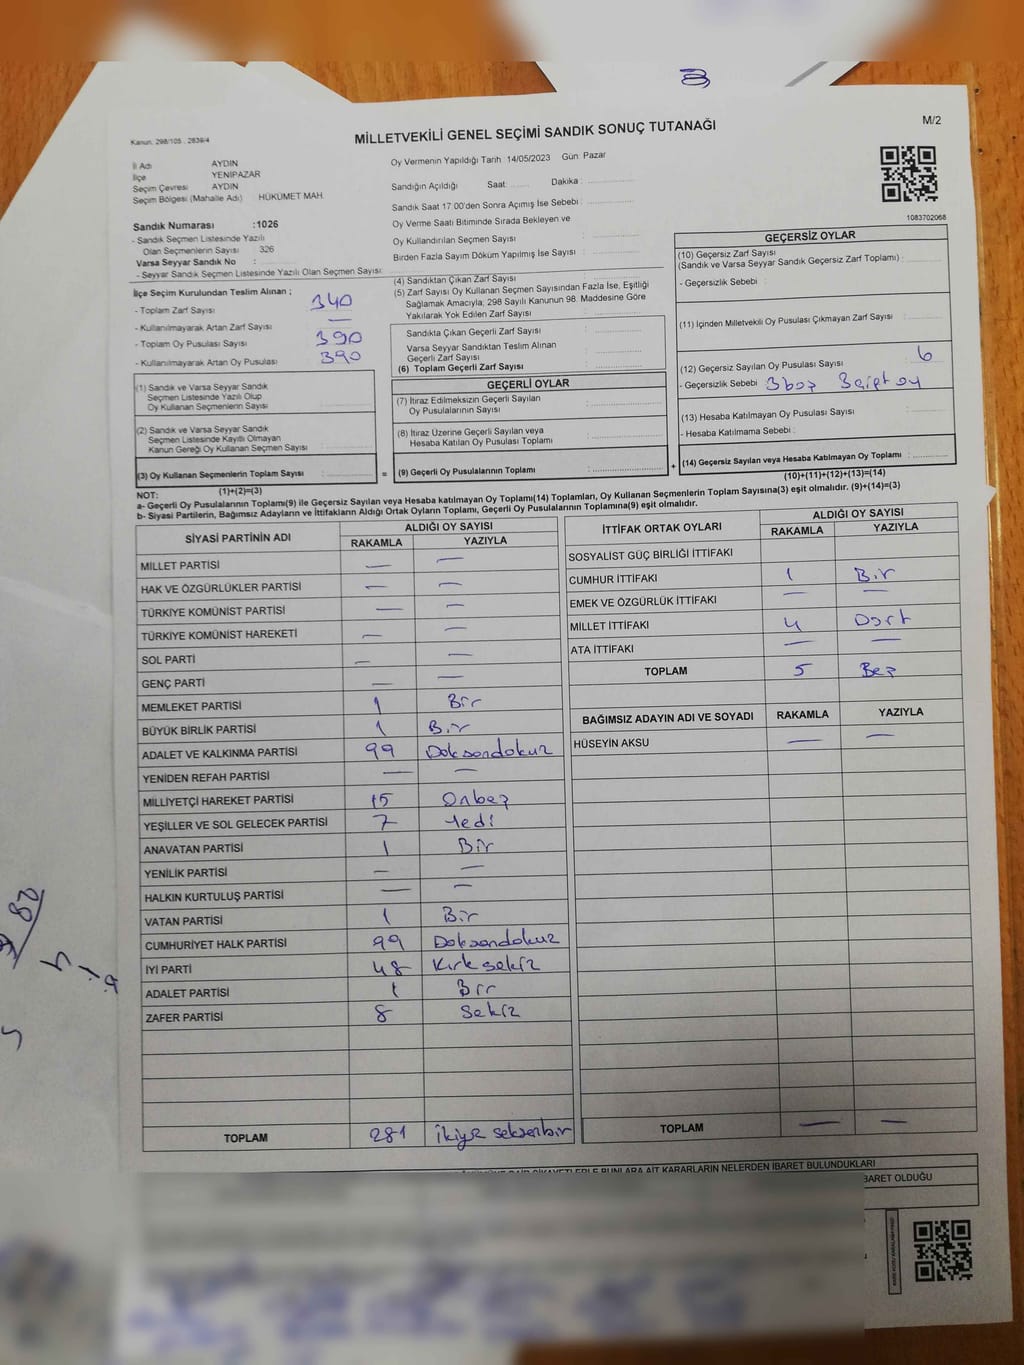 3
Kanun. 298/105 , 2839/4
MİLLETVEKİLİ GENEL SEÇİMİ SANDIK SONUÇ TUTANAĞI
M/2
İl Adı AYDIN
İlçe YENİPAZAR
Seçim Çevresi AYDIN
Seçim Bölgesi (Mahalle Adı) HÜKÜMET MAH.
Sandık Numarası :1026
- Sandık Seçmen Listesinde Yazılı
Olan Seçmenlerin Sayısı 326
Varsa Seyyar Sandık No :
- Seyyar Sandık Seçmen Listesinde Yazılı Olan Seçmen Sayısı:
Oy Vermenin Yapıldığı Tarih 14/05/2023 Gün: Pazar
Sandığın Açıldığı Saat: Dakika :
Sandık Saat 17:00'den Sonra Açımış İse Sebebi :
Oy Verme Saati Bitiminde Sırada Bekleyen ve
Oy Kullandırılan Seçmen Sayısı :
Birden Fazla Sayım Döküm Yapılmış İse Sayısı :
1083702068
İlçe Seçim Kurulundan Teslim Alınan ;
- Toplam Zarf Sayısı 340
- Kullanılmayarak Artan Zarf Sayısı —
- Toplam Oy Pusulası Sayısı 390
- Kullanılmayarak Artan Oy Pusulası 390
(4) Sandıktan Çıkan Zarf Sayısı :
(5) Zarf Sayısı Oy Kullanan Seçmen Sayısından Fazla İse, Eşitliği
Sağlamak Amacıyla; 298 Sayılı Kanunun 98. Maddesine Göre
Yakılarak Yok Edilen Zarf Sayısı :
Sandıkta Çıkan Geçerli Zarf Sayısı :
Varsa Seyyar Sandıktan Teslim Alınan
Geçerli Zarf Sayısı :
(6) Toplam Geçerli Zarf Sayısı :
GEÇERSİZ OYLAR
(10) Geçersiz Zarf Sayısı
(Sandık ve Varsa Seyyar Sandık Geçersiz Zarf Toplamı) :
- Geçersizlik Sebebi :
(11) İçinden Milletvekili Oy Pusulası Çıkmayan Zarf Sayısı :
(12) Geçersiz Sayılan Oy Pusulası Sayısı : 6
- Geçersizlik Sebebi 3 boş
(13) Hesaba Katılmayan Oy Pusulası Sayısı :
- Hesaba Katılmama Sebebi :
(14) Geçersiz Sayılan veya Hesaba Katılmayan Oy Toplamı :
(10)+(11)+(12)+(13)=(14)
(1) Sandık ve Varsa Seyyar Sandık
Seçmen Listesinde Yazılı Olup
Oy Kullanan Seçmenlerin Sayısı :
(2) Sandık ve Varsa Seyyar Sandık
Seçmen Listesinde Kayıtlı Olmayan
Kanun Gereği Oy Kullanan Seçmen Sayısı :
(3) Oy Kullanan Seçmenlerin Toplam Sayısı :
(1)+(2)=(3)
GEÇERLİ OYLAR
(7) İtiraz Edilmeksizin Geçerli Sayılan
Oy Pusulalarının Sayısı :
(8) İtiraz Üzerine Geçerli Sayılan veya
Hesaba Katılan Oy Pusulası Toplamı :
= (9) Geçerli Oy Pusulalarının Toplamı : +
NOT:
a- Geçerli Oy Pusulalarının Toplamı(9) ile Geçersiz Sayılan veya Hesaba katılmayan Oy Toplamı(14) Toplamları, Oy Kullanan Seçmenlerin Toplam Sayısına(3) eşit olmalıdır. (9)+(14)=(3)
b- Siyasi Partilerin, Bağımsız Adayların ve İttifakların Aldığı Ortak Oyların Toplamı, Geçerli Oy Pusulalarının Toplamına(9) eşit olmalıdır.
SİYASİ PARTİNİN ADI ALDIĞI OY SAYISI
RAKAMLA YAZIYLA
MİLLET PARTİSİ — —
HAK VE ÖZGÜRLÜKLER PARTİSİ — —
TÜRKİYE KOMÜNİST PARTİSİ — —
TÜRKİYE KOMÜNİST HAREKETİ — —
SOL PARTİ — —
GENÇ PARTİ — —
MEMLEKET PARTİSİ 1 Bir
BÜYÜK BİRLİK PARTİSİ 1 Bir
ADALET VE KALKINMA PARTİSİ 99 Doksandokuz
YENİDEN REFAH PARTİSİ — —
MİLLİYETÇİ HAREKET PARTİSİ 15 Onbeş
YEŞİLLER VE SOL GELECEK PARTİSİ 7 Yedi
ANAVATAN PARTİSİ 1 Bir
YENİLİK PARTİSİ — —
HALKIN KURTULUŞ PARTİSİ — —
VATAN PARTİSİ 1 Bir
CUMHURİYET HALK PARTİSİ 99 Doksandokuz
İYİ PARTİ 48 Kırk sekiz
ADALET PARTİSİ 1 Bir
ZAFER PARTİSİ 8 Sekiz
TOPLAM 281 İkiyüz seksenbir
İTTİFAK ORTAK OYLARI ALDIĞI OY SAYISI
RAKAMLA YAZIYLA
SOSYALİST GÜÇ BİRLİĞİ İTTİFAKI
CUMHUR İTTİFAKI 1 Bir
EMEK VE ÖZGÜRLÜK İTTİFAKI — —
MİLLET İTTİFAKI 4 Dört
ATA İTTİFAKI — —
TOPLAM 5 Beş
BAĞIMSIZ ADAYIN ADI VE SOYADI RAKAMLA YAZIYLA
HÜSEYİN AKSU — —
TOPLAM — —
BUNLARA AİT KARARLARIN NELERDEN İBARET BULUNDUKLARI
BARET OLDUĞU